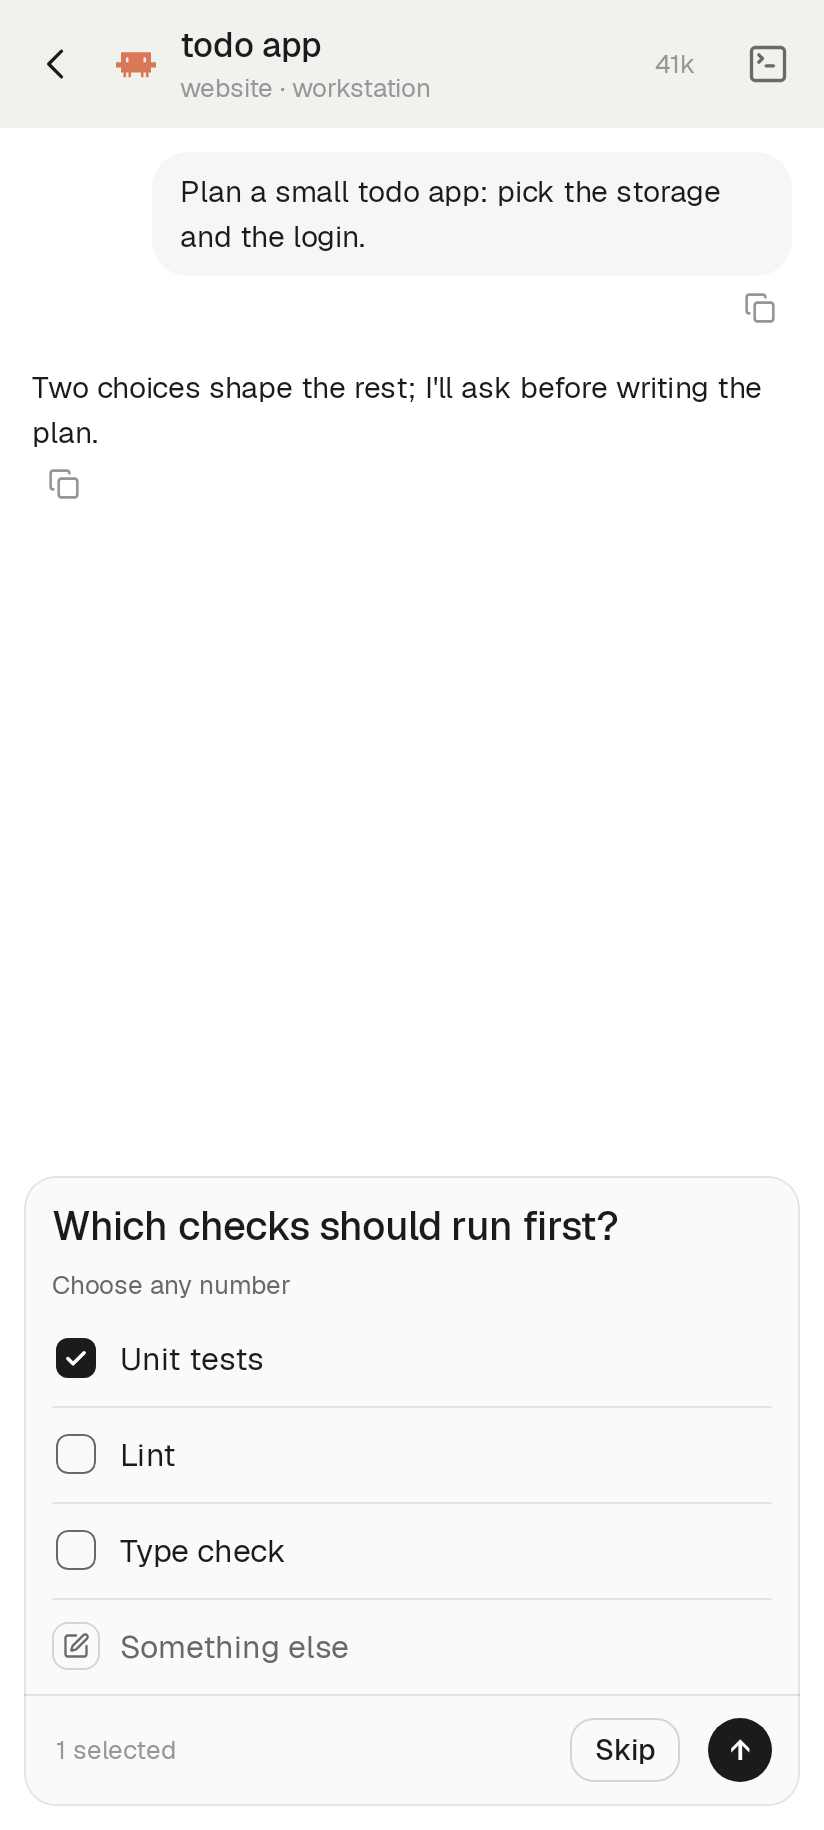 todo app
website · workstation
41k
Plan a small todo app: pick the storage
and the login.
Two choices shape the rest; I'll ask before writing the
plan.
Which checks should run first?
Choose any number
Unit tests
Lint
Type check
Something else
1 selected
Skip